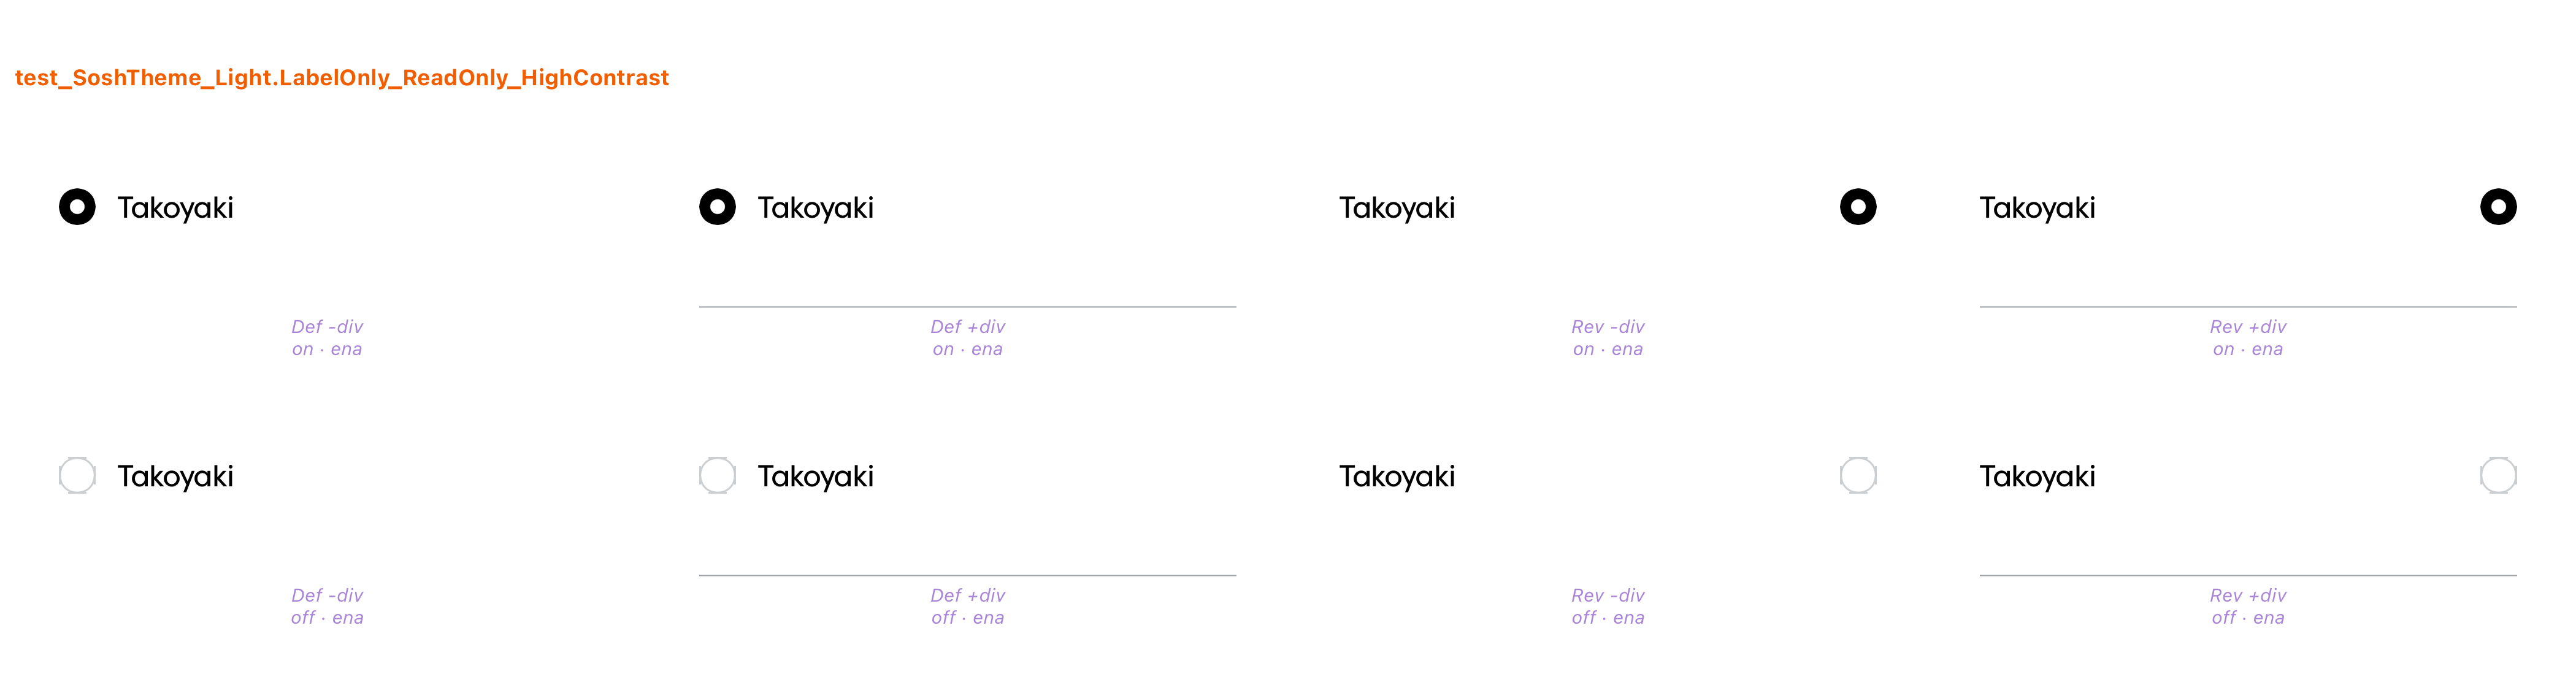 test_SoshTheme_Light.LabelOnly_ReadOnly_HighContrast
Takoyaki
Takoyaki
Takoyaki
Takoyaki
Def -div
on · ena
Def +div
on · ena
Rev -div
on · ena
Rev +div
on · ena
Takoyaki
Takoyaki
Takoyaki
Takoyaki
Def -div
off · ena
Def +div
off · ena
Rev -div
off · ena
Rev +div
off · ena